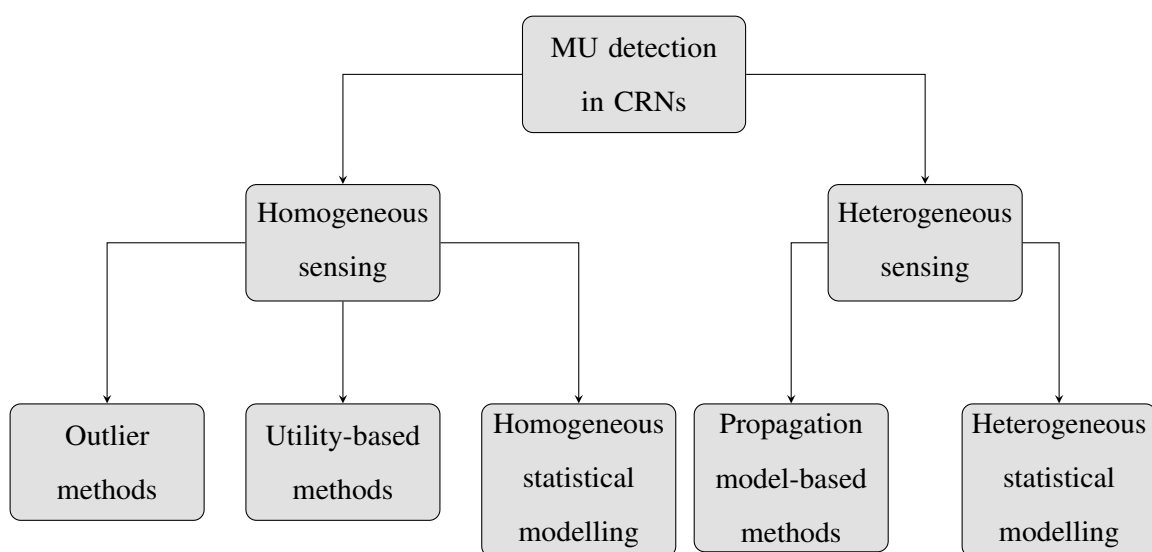 MU detection
in CRNs
Homogeneous
sensing
Heterogeneous
sensing
Outlier
methods
Utility-based
methods
Homogeneous
statistical
modelling
Propagation
model-based
methods
Heterogeneous
statistical
modelling